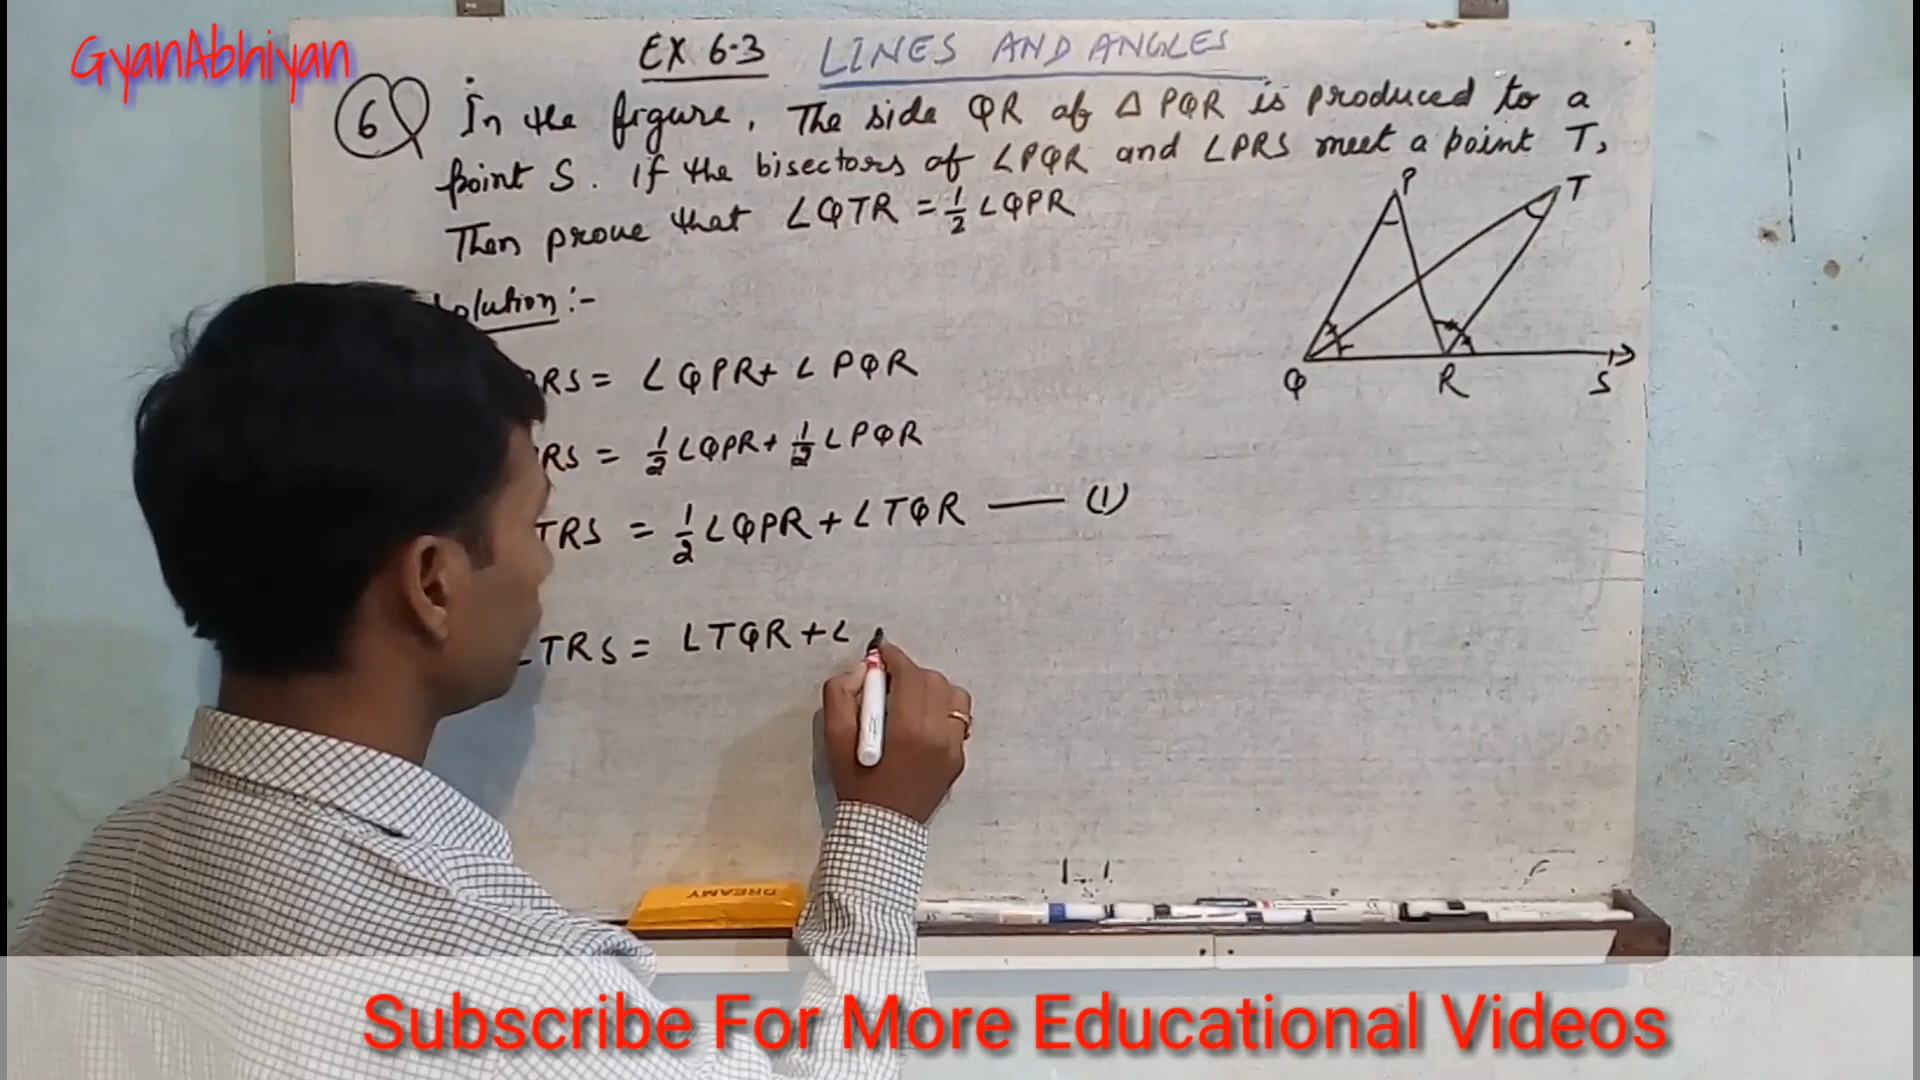 GyanAbhiyan
EX 6.3 LINES AND ANGLES
6 In the figure, The side QR of Δ PQR is produced to a
point S. If the bisectors of ∠PQR and ∠PRS meet a point T,
Then prove that ∠QTR = 1/2 ∠QPR
P T
Q R S
olution :-
PRS = ∠QPR + ∠PQR
RS = 1/2 ∠QPR + 1/2 ∠PQR
TRS = 1/2 ∠QPR + ∠TQR —— (1)
∠TRS = ∠TQR + ∠
DREAMY
Subscribe For More Educational Videos